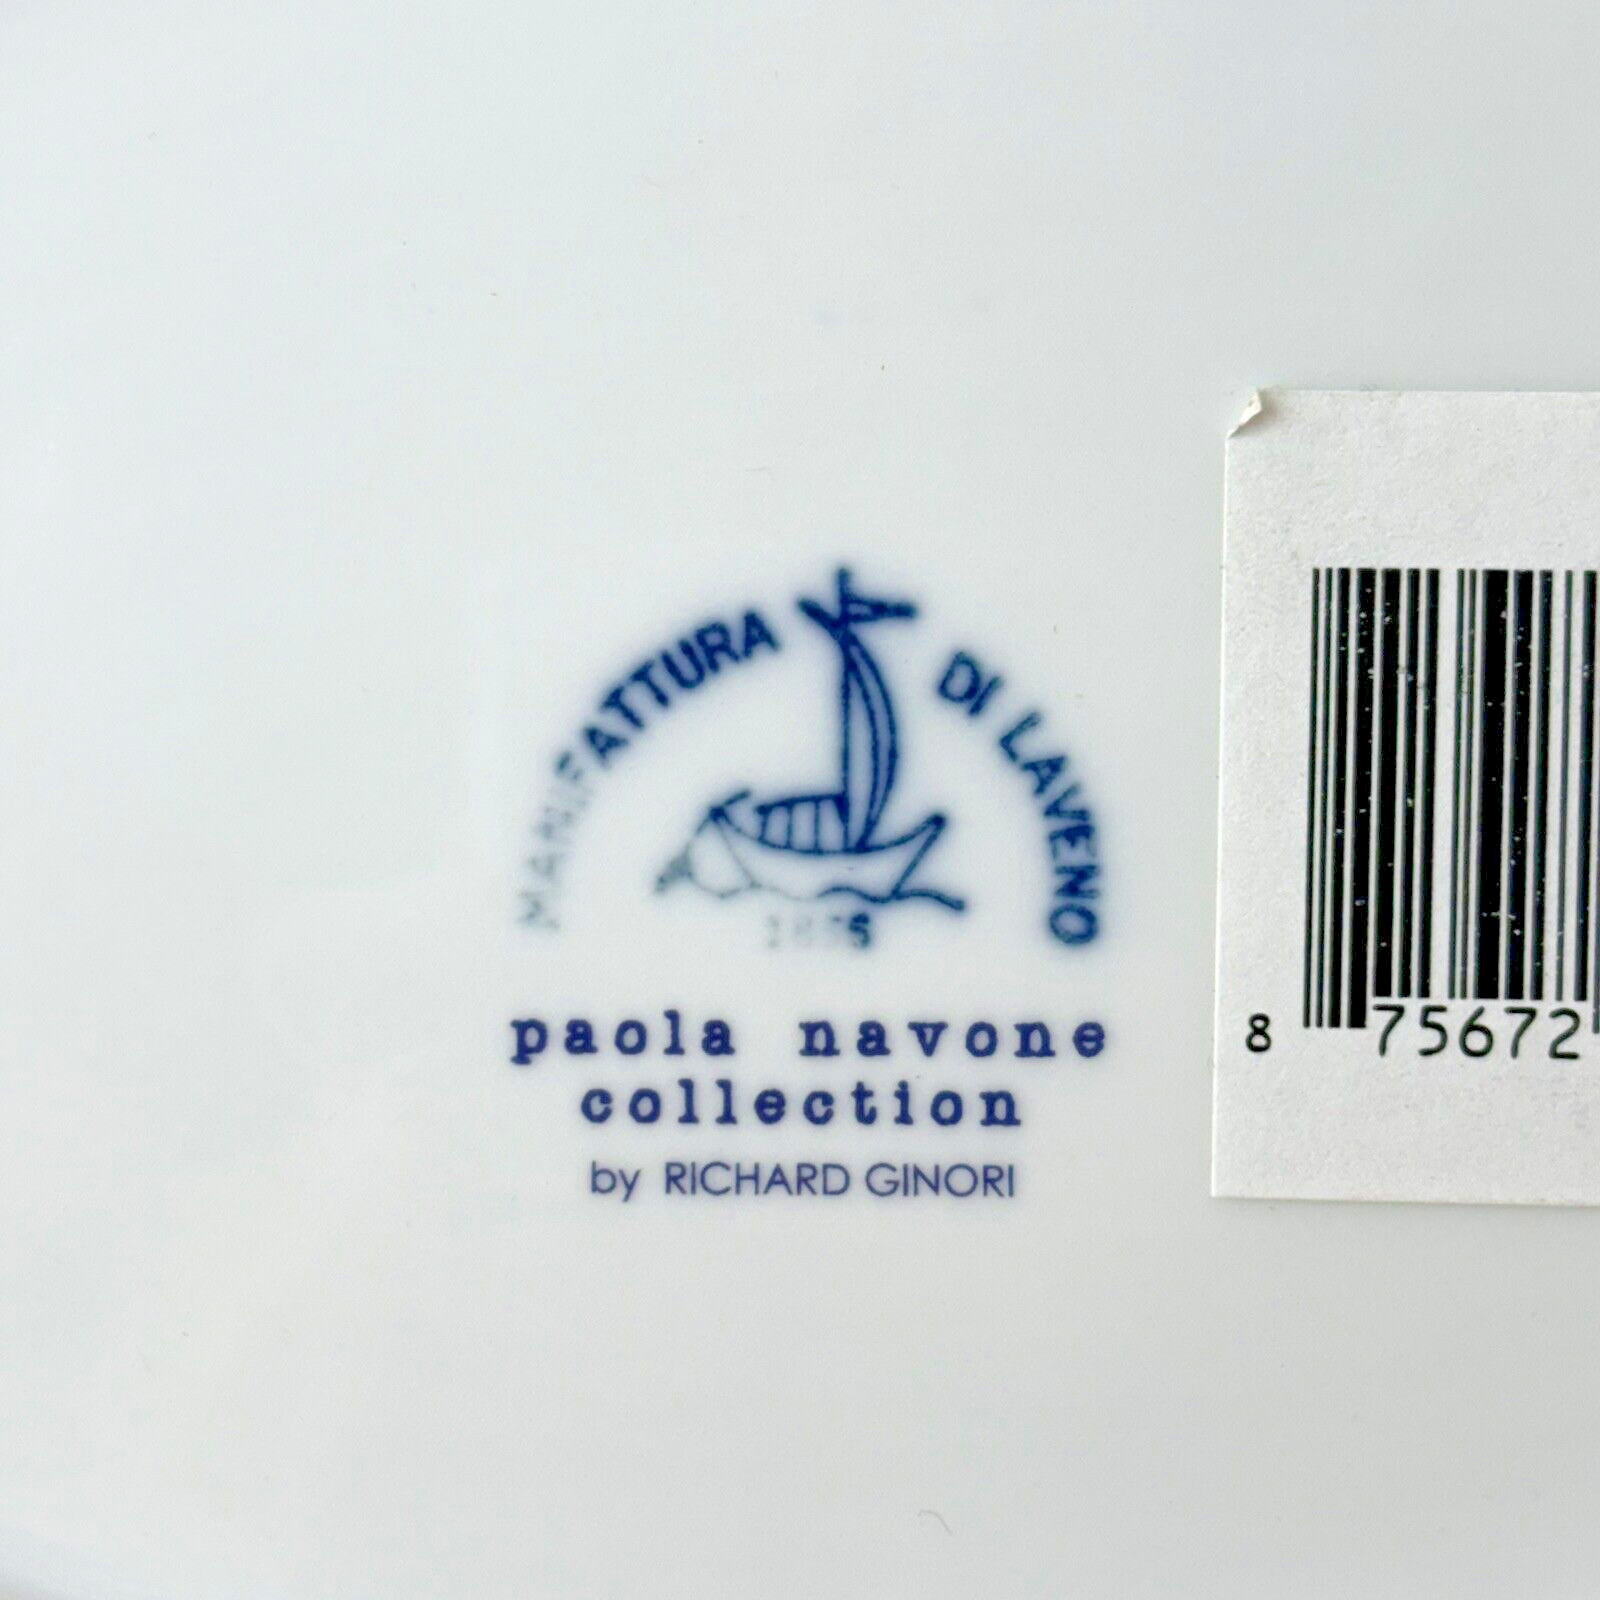 MANIFATTURA DI LAVENO
paola navone
collection
by RICHARD GINORI
8 75672